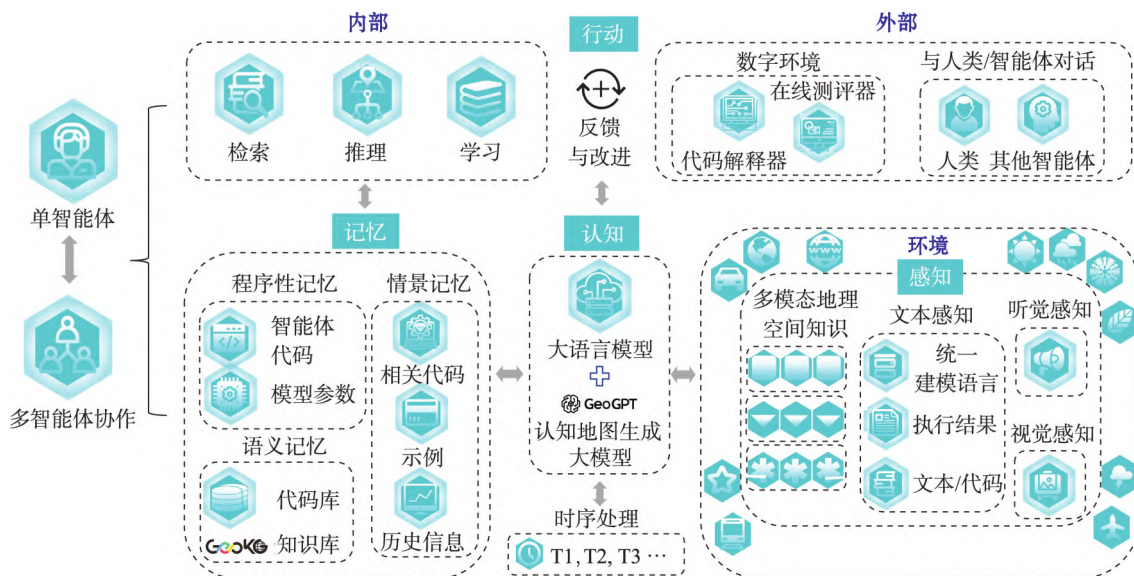 单智能体
多智能体协作
内部
检索
推理
学习
行动
反馈
与改进
外部
数字环境
在线测评器
代码解释器
与人类/智能体对话
人类
其他智能体
记忆
程序性记忆
智能体
代码
模型参数
语义记忆
代码库
GeoKG 知识库
情景记忆
相关代码
示例
历史信息
认知
大语言模型
GeoGPT
认知地图生成
大模型
时序处理
T1, T2, T3 ···
环境
WWW
感知
多模态地理
空间知识
文本感知
统一
建模语言
执行结果
文本/代码
听觉感知
视觉感知